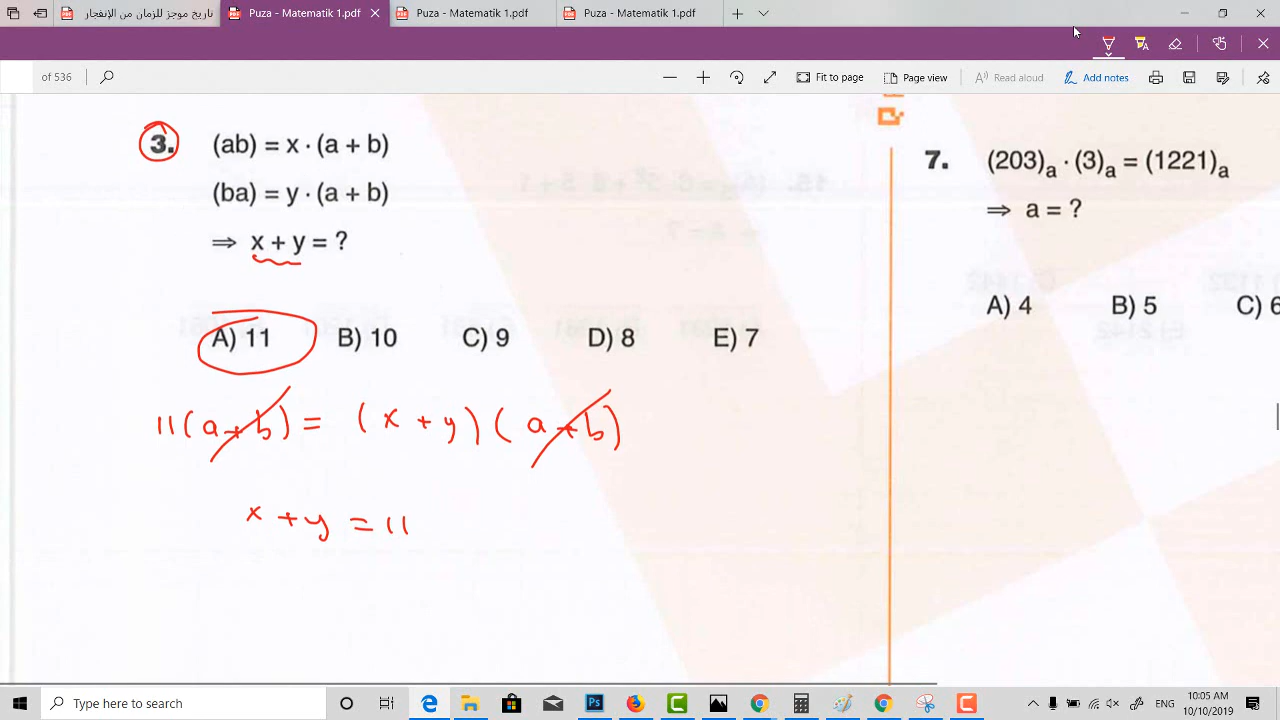 تاريخ موجز للزمان من الإنفجار
Puza - Matematik 1.pdf
Puza - Matematik 1.pdf
Puza - Matematik 1.pdf
of 536
Fit to page
Page view
Read aloud
Add notes
3. (ab) = x · (a + b)
(ba) = y · (a + b)
⇒ x + y = ?
A) 11 B) 10 C) 9 D) 8 E) 7
11(a+b) = (x + y)(a+b)
x + y = 11
7. (203)a · (3)a = (1221)a
⇒ a = ?
A) 4 B) 5 C) 6
Type here to search
ENG
10:05 AM
10/10/2019